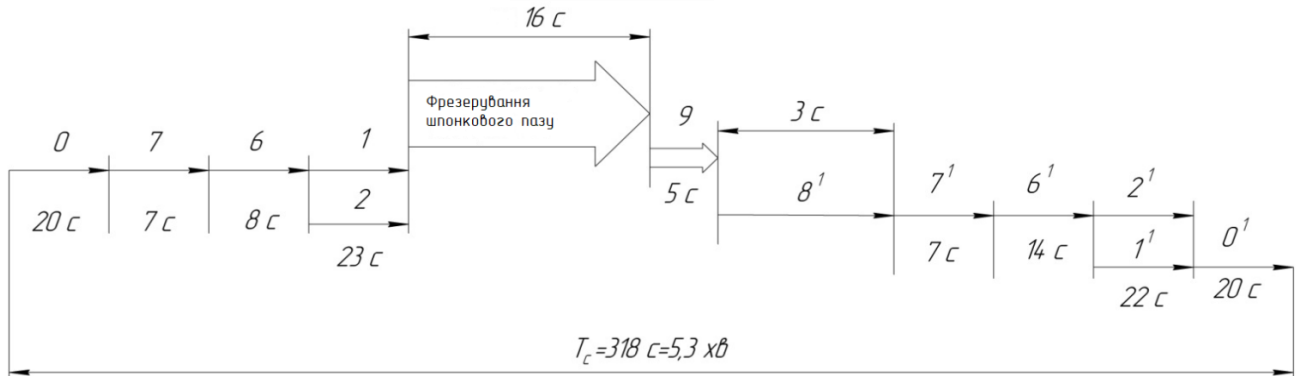 16 с
Фрезерування
шпонкового пазу
9
3 с
0
7
6
1
2
20 с
7 с
8 с
23 с
5 с
8¹
7¹
6¹
2¹
7 с
14 с
1¹
0¹
22 с
20 с
Tс=318 с=5,3 хв